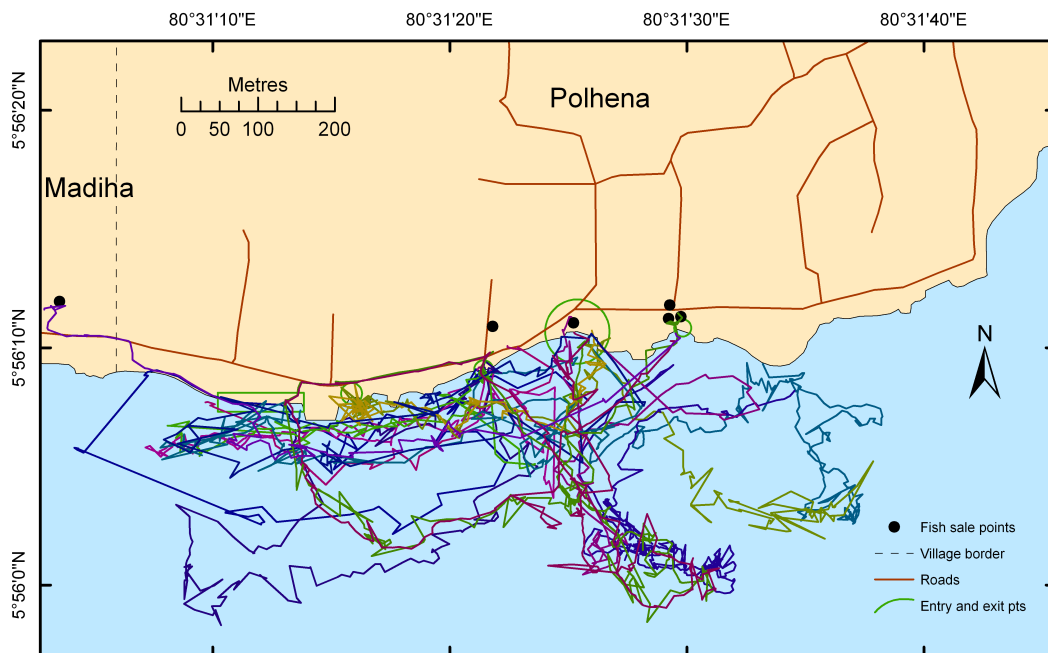 80°31'10"E 80°31'20"E 80°31'30"E 80°31'40"E
5°56'20"N
Metres
0 50 100 200
Polhena
Madiha
5°56'10"N
N
Fish sale points
Village border
Roads
Entry and exit pts
5°56'0"N